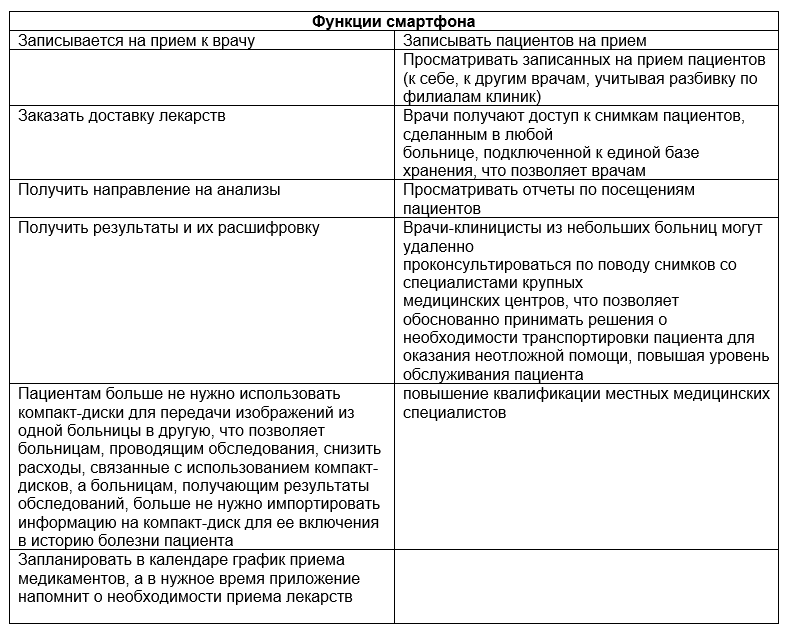 Функции смартфона
Записывается на прием к врачу
Записывать пациентов на прием
Просматривать записанных на прием пациентов
(к себе, к другим врачам, учитывая разбивку по
филиалам клиник)
Заказать доставку лекарств
Врачи получают доступ к снимкам пациентов,
сделанным в любой
больнице, подключенной к единой базе
хранения, что позволяет врачам
Получить направление на анализы
Просматривать отчеты по посещениям
пациентов
Получить результаты и их расшифровку
Врачи-клиницисты из небольших больниц могут
удаленно
проконсультироваться по поводу снимков со
специалистами крупных
медицинских центров, что позволяет
обоснованно принимать решения о
необходимости транспортировки пациента для
оказания неотложной помощи, повышая уровень
обслуживания пациента
Пациентам больше не нужно использовать
компакт-диски для передачи изображений из
одной больницы в другую, что позволяет
больницам, проводящим обследования, снизить
расходы, связанные с использованием компакт-
дисков, а больницам, получающим результаты
обследований, больше не нужно импортировать
информацию на компакт-диск для ее включения
в историю болезни пациента
повышение квалификации местных медицинских
специалистов
Запланировать в календаре график приема
медикаментов, а в нужное время приложение
напомнит о необходимости приема лекарств